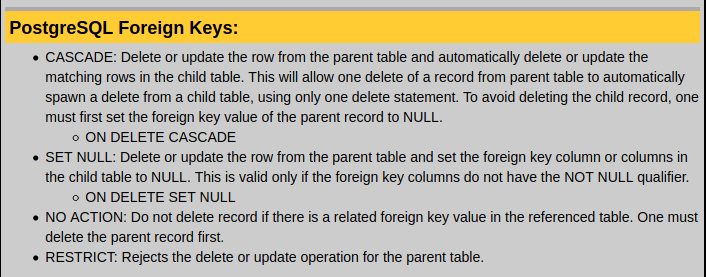 PostgreSQL Foreign Keys:
• CASCADE: Delete or update the row from the parent table and automatically delete or update the
matching rows in the child table. This will allow one delete of a record from parent table to automatically
spawn a delete from a child table, using only one delete statement. To avoid deleting the child record, one
must first set the foreign key value of the parent record to NULL.
◦ ON DELETE CASCADE
• SET NULL: Delete or update the row from the parent table and set the foreign key column or columns in
the child table to NULL. This is valid only if the foreign key columns do not have the NOT NULL qualifier.
◦ ON DELETE SET NULL
• NO ACTION: Do not delete record if there is a related foreign key value in the referenced table. One must
delete the parent record first.
• RESTRICT: Rejects the delete or update operation for the parent table.